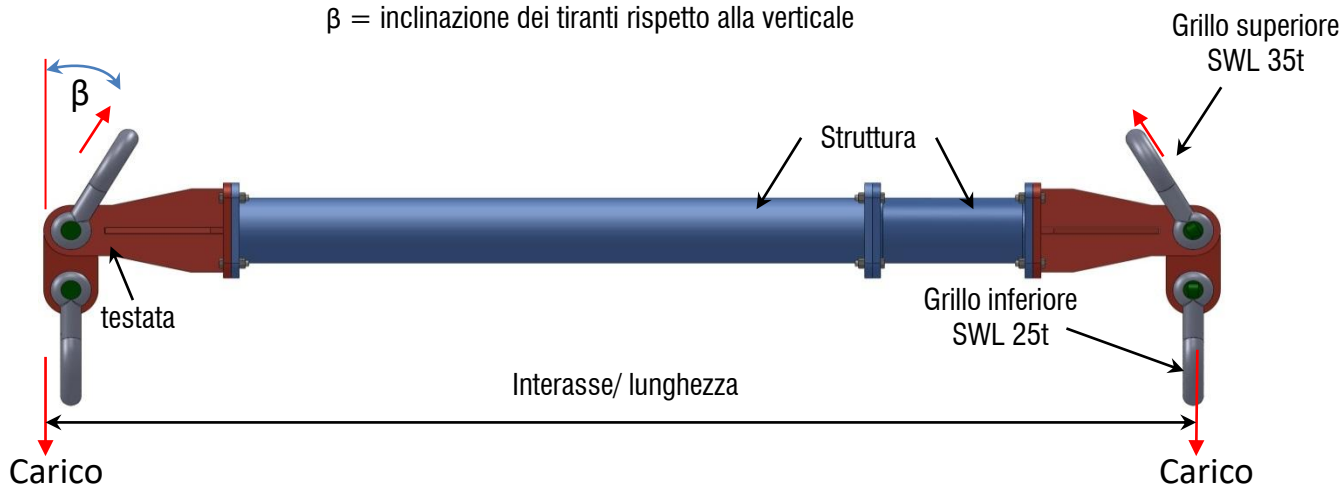 β = inclinazione dei tiranti rispetto alla verticale
Grillo superiore
SWL 35t
β
Struttura
testata
Grillo inferiore
SWL 25t
Interasse/ lunghezza
Carico
Carico